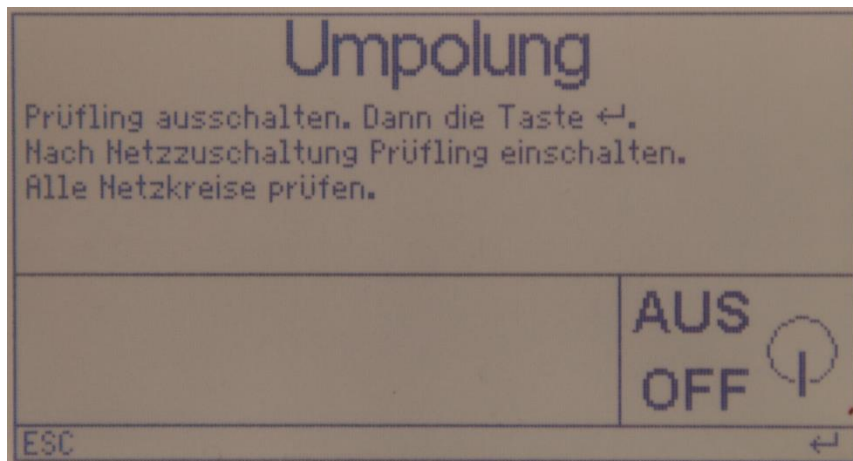 Umpolung
Prüfling ausschalten. Dann die Taste ↵.
Nach Netzzuschaltung Prüfling einschalten.
Alle Netzkreise prüfen.
AUS
OFF
ESC ↵